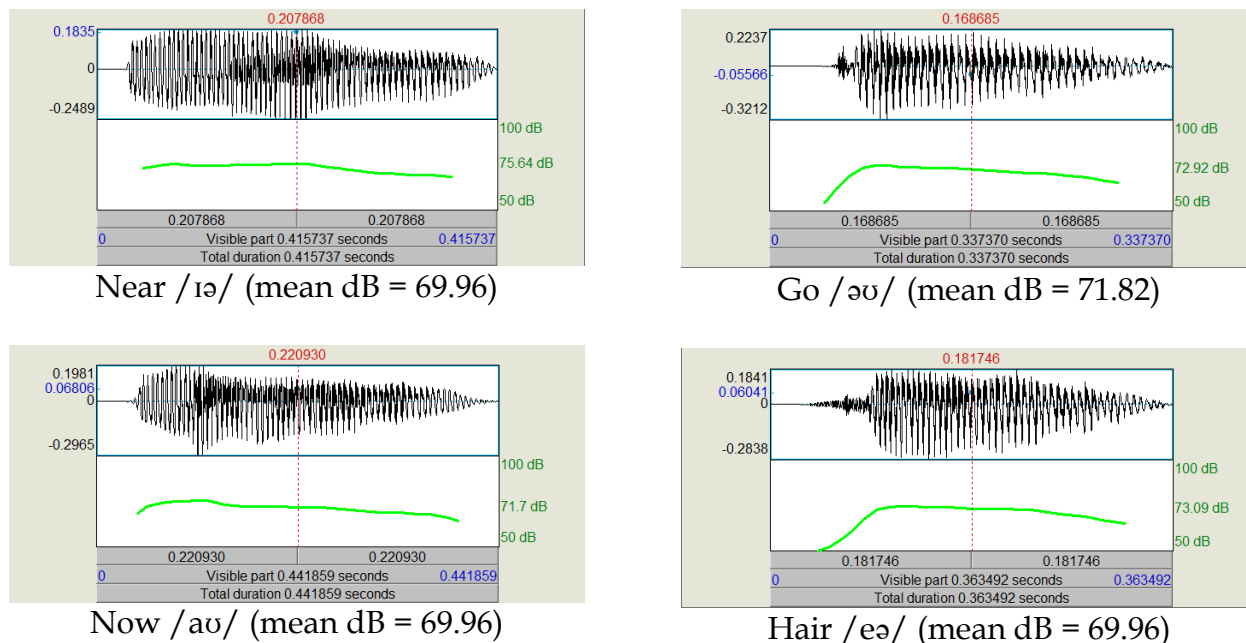 0.207868
0.1835
0
-0.2489
100 dB
75.64 dB
50 dB
0.207868 0.207868
0 Visible part 0.415737 seconds 0.415737
Total duration 0.415737 seconds
Near /ɪə/ (mean dB = 69.96)
0.168685
0.2237
-0.05566
-0.3212
100 dB
72.92 dB
50 dB
0.168685 0.168685
0 Visible part 0.337370 seconds 0.337370
Total duration 0.337370 seconds
Go /əʊ/ (mean dB = 71.82)
0.220930
0.1981
0.06806
0
-0.2965
100 dB
71.7 dB
50 dB
0.220930 0.220930
0 Visible part 0.441859 seconds 0.441859
Total duration 0.441859 seconds
Now /aʊ/ (mean dB = 69.96)
0.181746
0.1841
0.06041
0
-0.2838
100 dB
73.09 dB
50 dB
0.181746 0.181746
0 Visible part 0.363492 seconds 0.363492
Total duration 0.363492 seconds
Hair /eə/ (mean dB = 69.96)